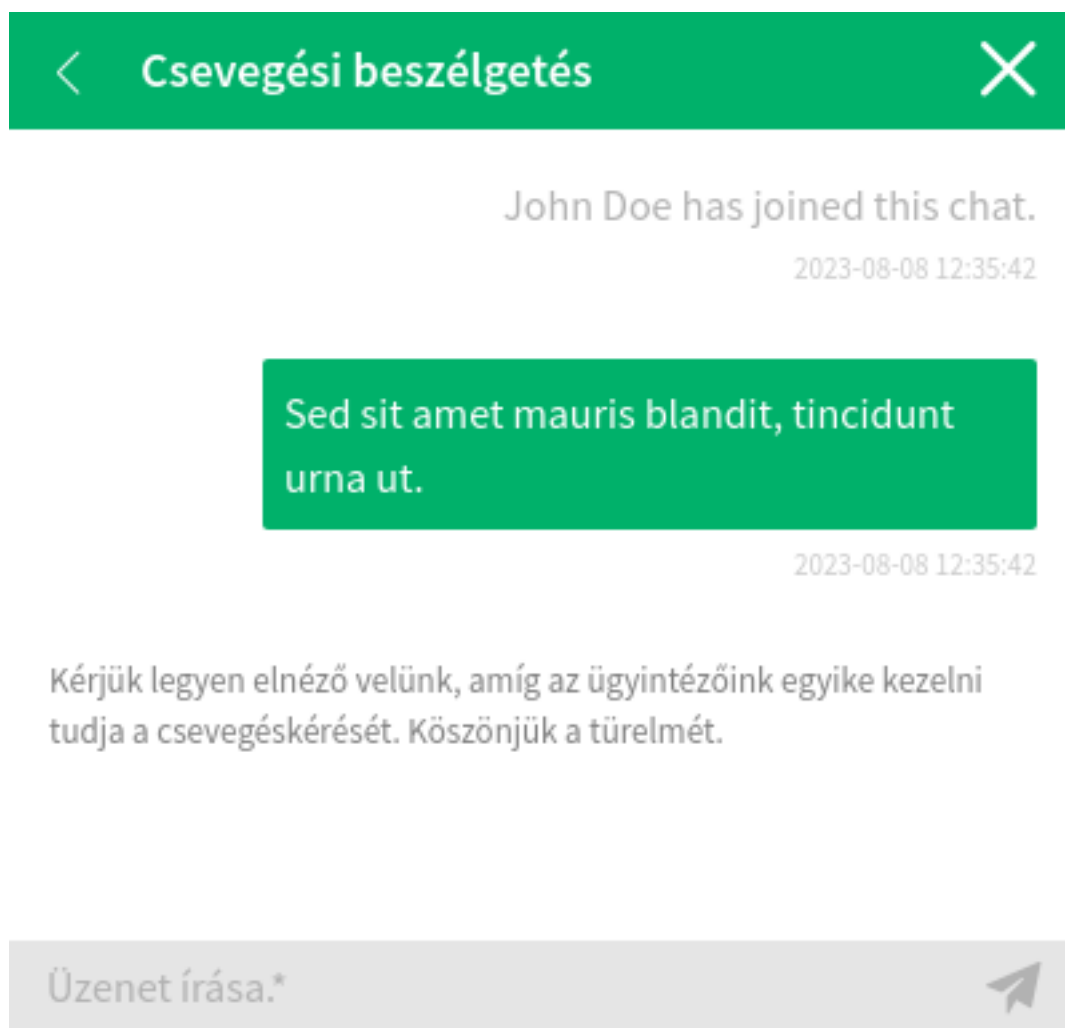 Csevegési beszélgetés
John Doe has joined this chat.
2023-08-08 12:35:42
Sed sit amet mauris blandit, tincidunt
urna ut.
2023-08-08 12:35:42
Kérjük legyen elnéző velünk, amíg az ügyintézőink egyike kezelni
tudja a csevegéskérését. Köszönjük a türelmét.
Üzenet írása.*